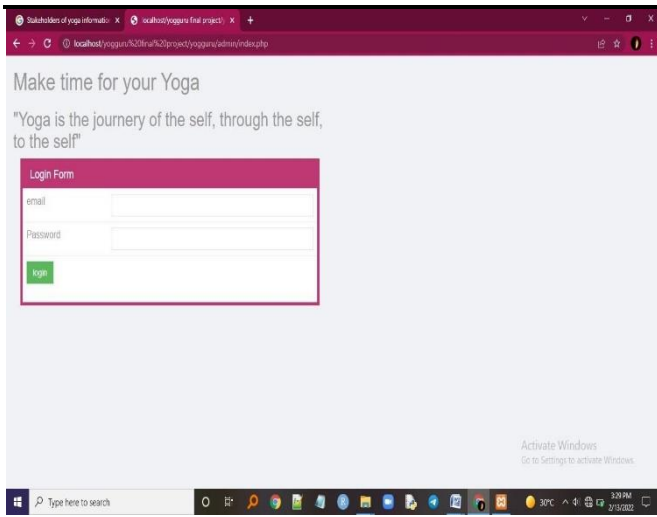 Stakeholders of yoga informatio
localhost/yogguru final project/y
localhost/yogguru%20final%20project/yogguru/admin/index.php
Make time for your Yoga
"Yoga is the journery of the self, through the self,
to the self"
Login Form
email
Password
login
Activate Windows
Go to Settings to activate Windows.
Type here to search
30°C
3:29 PM
2/13/2022